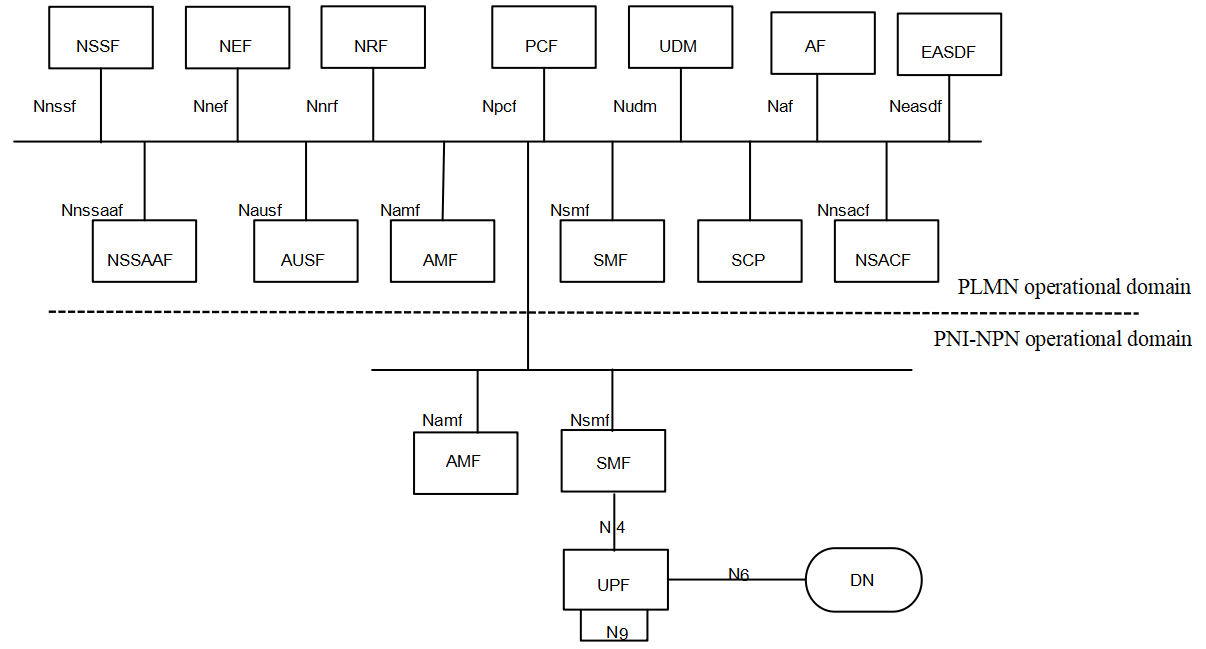 NSSF
NEF
NRF
PCF
UDM
AF
EASDF
Nnssf
Nnef
Nnrf
Npcf
Nudm
Naf
Neasdf
Nnssaaf
Nausf
Namf
Nsmf
Nnsacf
NSSAAF
AUSF
AMF
SMF
SCP
NSACF
PLMN operational domain
PNI-NPN operational domain
Namf
Nsmf
AMF
SMF
N4
UPF
N6
DN
N9